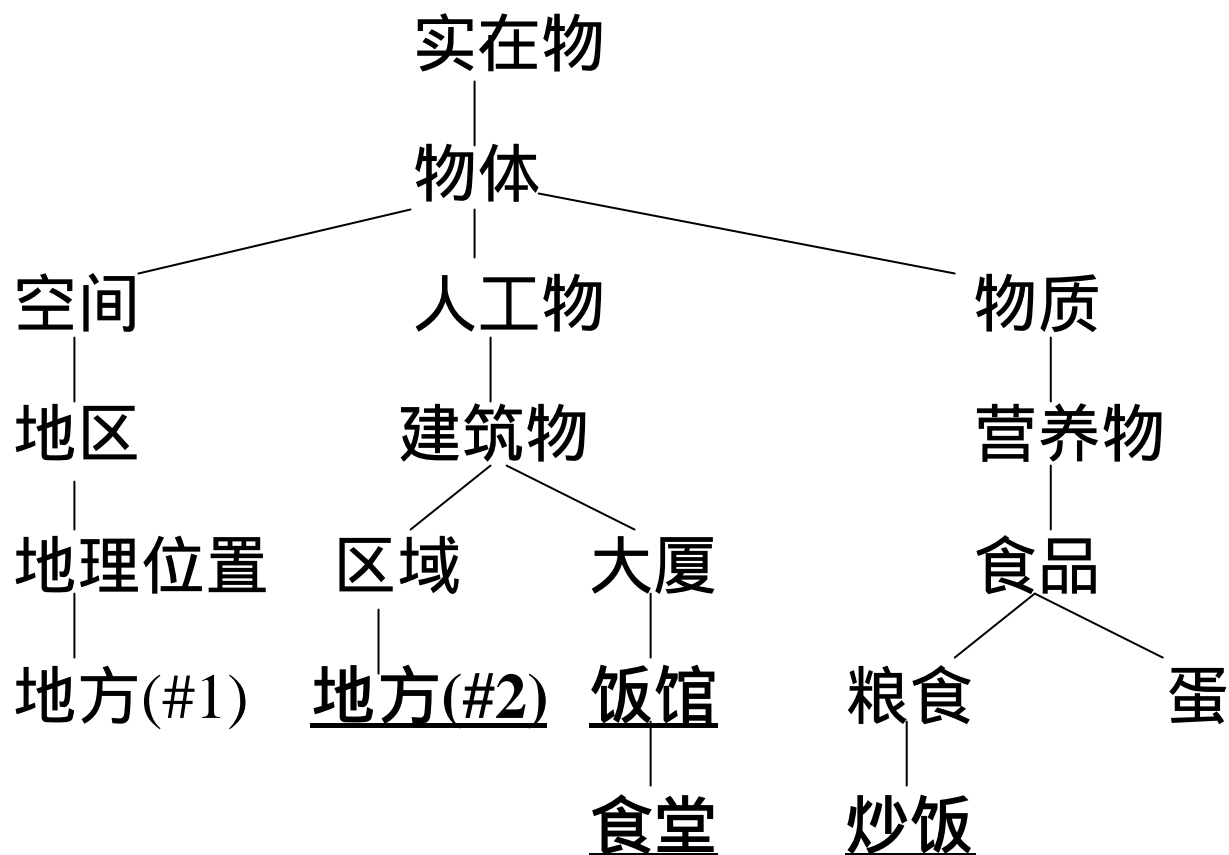 实在物
物体
空间 人工物 物质
地区 建筑物 营养物
地理位置 区域 大厦 食品
地方(#1) 地方(#2) 饭馆 粮食 蛋
食堂 炒饭